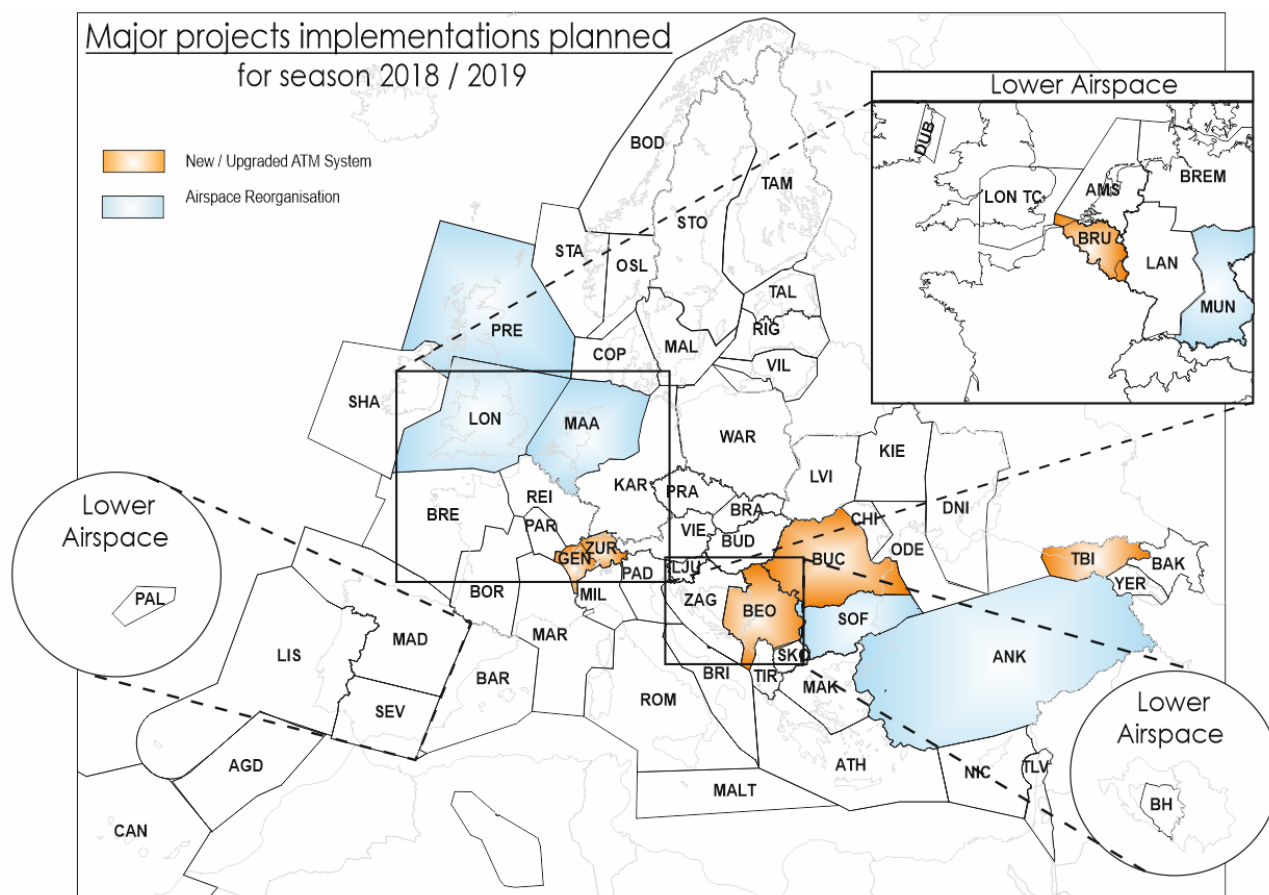 Major projects implementations planned
for season 2018 / 2019
New / Upgraded ATM System
Airspace Reorganisation
Lower Airspace
DUB
LON TC
AMS
BREM
BRU
LAN
MUN
BOD
TAM
STO
STA
OSL
TAL
PRE
RIG
COP
MAL
VIL
SHA
LON
MAA
WAR
KIE
LVI
KAR
PRA
REI
BRE
DNI
BRA
CHI
PAR
VIE
BUD
ODE
ZUR
GEN
BUC
TBI
BAK
PAD
LJU
YER
BOR
MIL
ZAG
BEO
SOF
Lower
Airspace
PAL
MAD
MAR
LIS
SKO
ANK
BAR
BRI
TIR
MAK
ROM
SEV
Lower
Airspace
AGD
ATH
NIC
TLV
MALT
BH
CAN